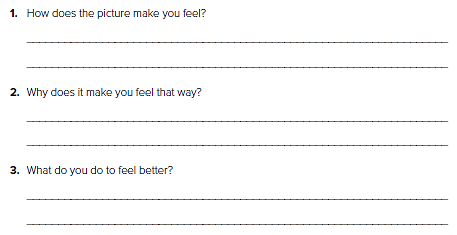 1. How does the picture make you feel?
2. Why does it make you feel that way?
3. What do you do to feel better?